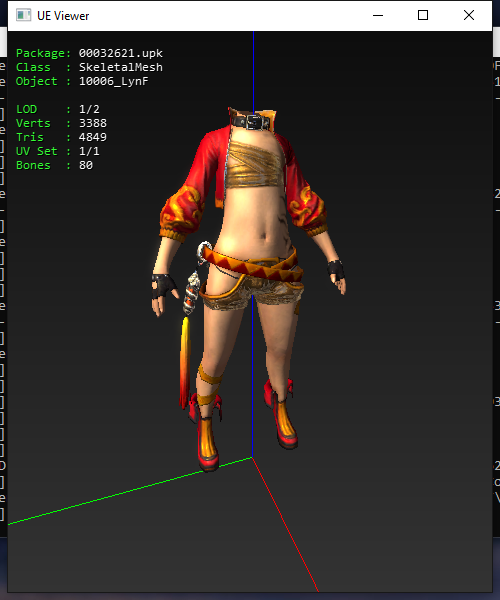 UE Viewer
Package: 00032621.upk
Class  : SkeletalMesh
Object : 10006_LynF
LOD    : 1/2
Verts  : 3388
Tris   : 4849
UV Set : 1/1
Bones  : 80